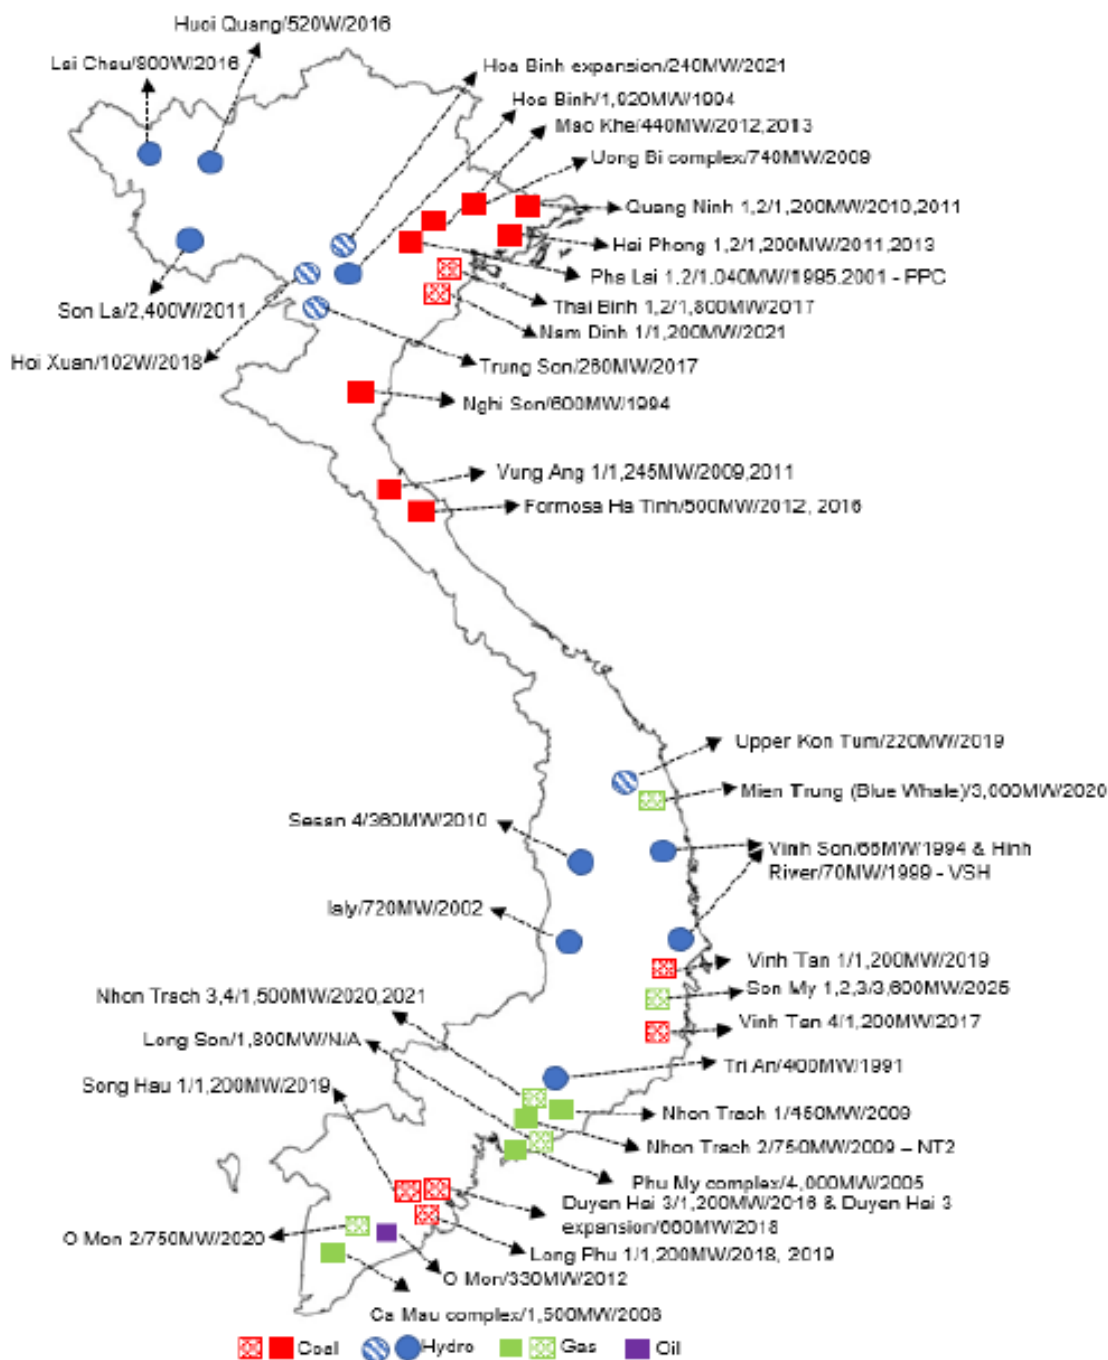 Huoi Quang/520W/2016
Lai Chau/800W/2016
Hoa Binh expansion/240MW/2021
Hoa Binh/1,920MW/1994
Mao Khe/440MW/2012,2013
Uong Bi complex/740MW/2009
Quang Ninh 1,2/1,200MW/2010,2011
Hai Phong 1,2/1,200MW/2011,2013
Pha Lai 1,2/1,040MW/1995,2001 - PPC
Thai Binh 1,2/1,800MW/2017
Son La/2,400W/2011
Nam Dinh 1/1,200MW/2021
Hoi Xuan/102W/2018
Trung Son/260MW/2017
Nghi Son/600MW/1994
Vung Ang 1/1,245MW/2009,2011
Formosa Ha Tinh/500MW/2012, 2016
Upper Kon Tum/220MW/2019
Mien Trung (Blue Whale)/3,000MW/2020
Sesan 4/360MW/2010
Vinh Son/66MW/1994 & Hinh
River/70MW/1999 - VSH
Ialy/720MW/2002
Vinh Tan 1/1,200MW/2019
Son My 1,2,3/3,600MW/2025
Nhon Trach 3,4/1,500MW/2020,2021
Vinh Tan 4/1,200MW/2017
Long Son/1,800MW/N/A
Tri An/400MW/1991
Song Hau 1/1,200MW/2019
Nhon Trach 1/450MW/2009
Nhon Trach 2/750MW/2009 – NT2
Phu My complex/4,000MW/2005
Duyen Hai 3/1,200MW/2016 & Duyen Hai 3
expansion/660MW/2018
O Mon 2/750MW/2020
Long Phu 1/1,200MW/2018, 2019
O Mon/330MW/2012
Ca Mau complex/1,500MW/2008
Coal
Hydro
Gas
Oil